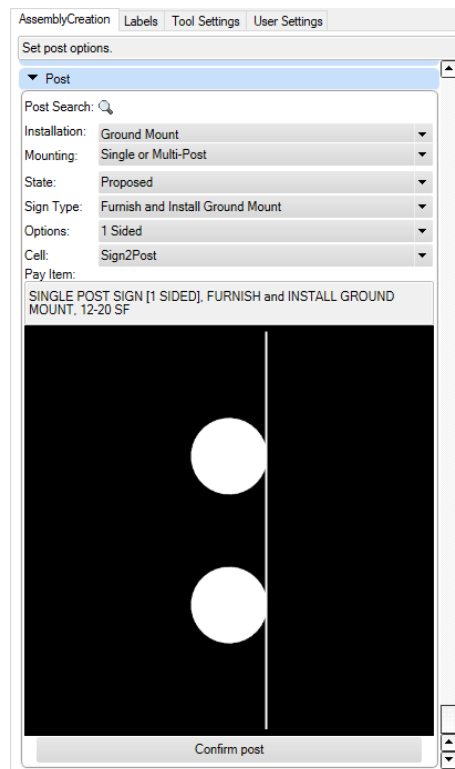 AssemblyCreation Labels Tool Settings User Settings
Set post options.
Post
Post Search:
Installation: Ground Mount
Mounting: Single or Multi-Post
State: Proposed
Sign Type: Furnish and Install Ground Mount
Options: 1 Sided
Cell: Sign2Post
Pay Item:
SINGLE POST SIGN [1 SIDED], FURNISH and INSTALL GROUND
MOUNT, 12-20 SF
Confirm post